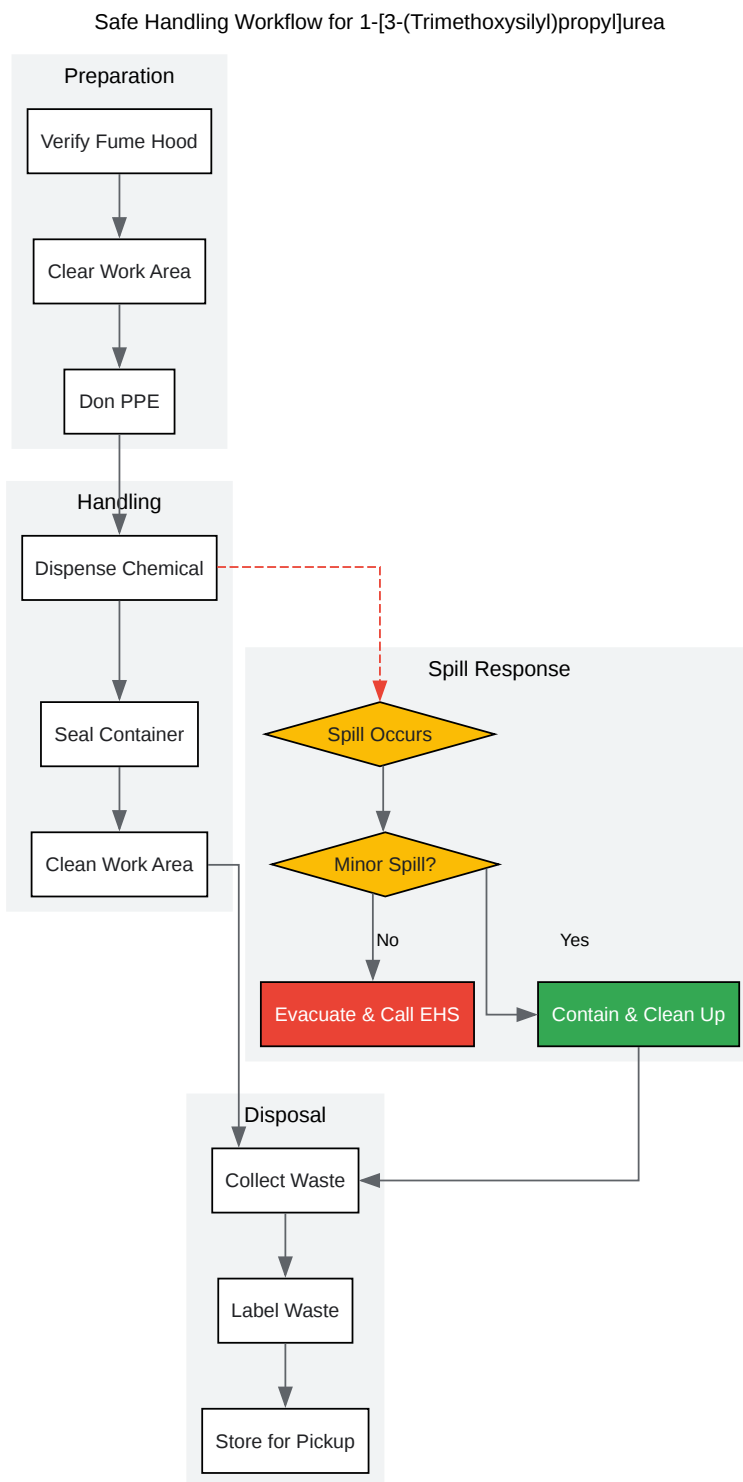 Safe Handling Workflow for 1-[3-(Trimethoxysilyl)propyl]urea
Preparation
Verify Fume Hood
Clear Work Area
Don PPE
Handling
Dispense Chemical
Seal Container
Clean Work Area
Spill Response
Spill Occurs
Minor Spill?
No
Yes
Evacuate & Call EHS
Contain & Clean Up
Disposal
Collect Waste
Label Waste
Store for Pickup